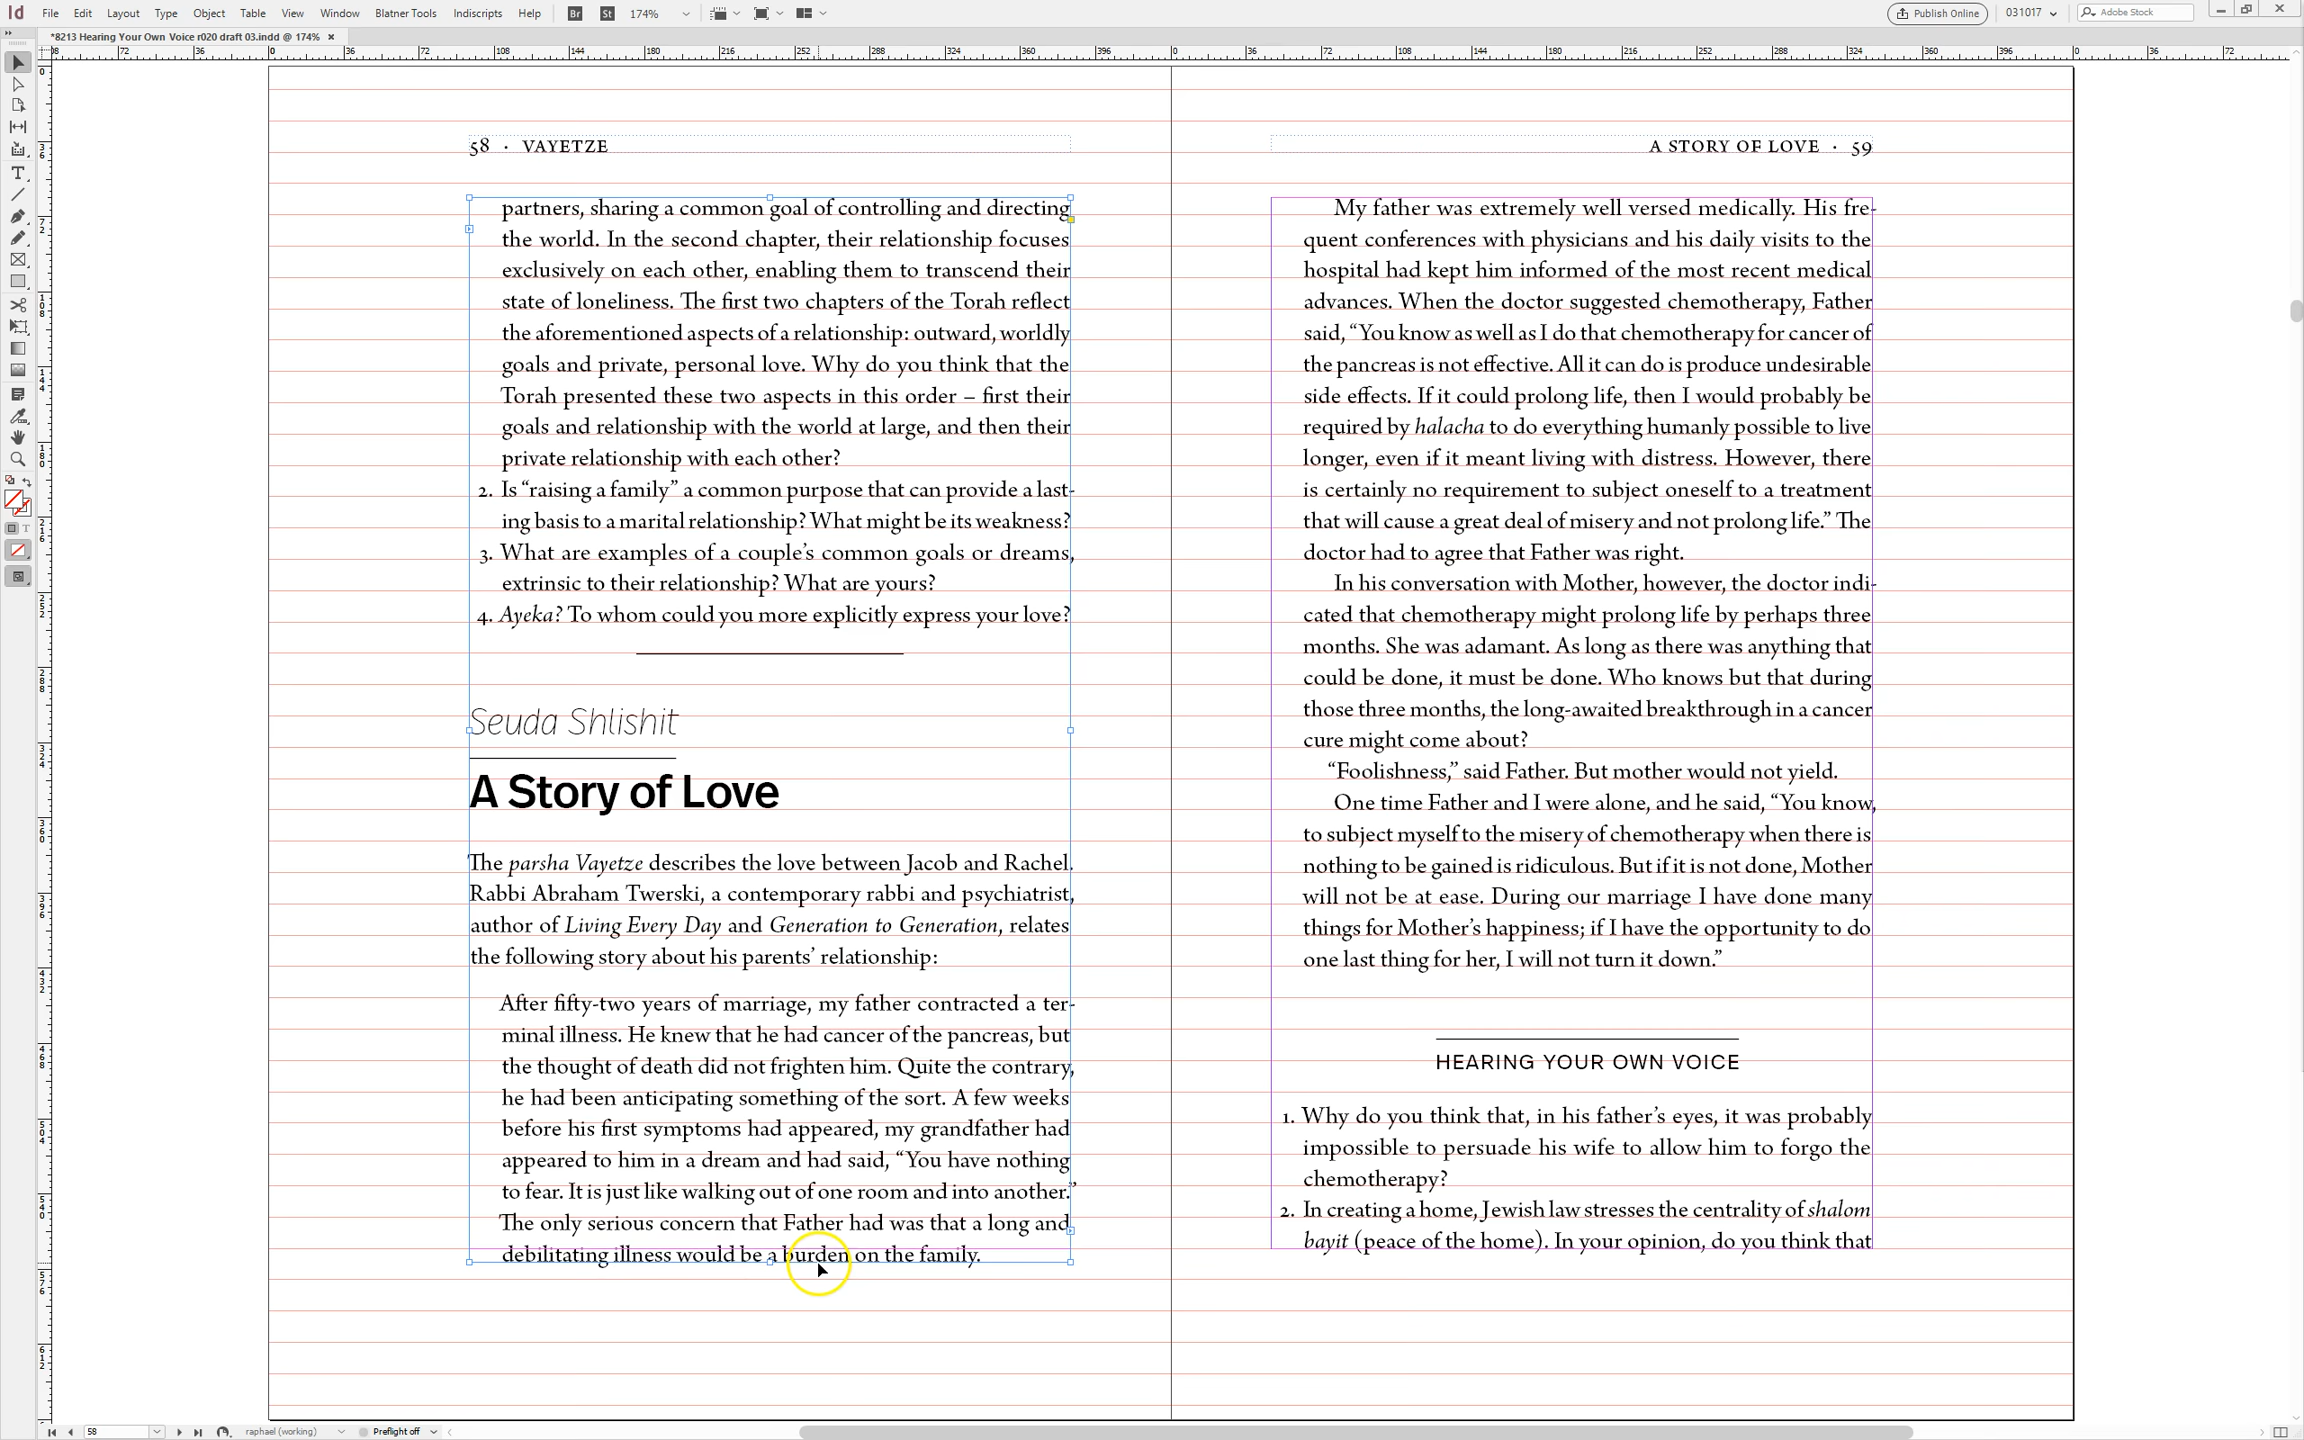 File Edit Layout Type Object Table View Window Blatner Tools Indiscripts Help Br St 174% Publish Online 031017 Adobe Stock
*8213 Hearing Your Own Voice r020 draft 03.indd @ 174% ×
58 · VAYETZE
partners, sharing a common goal of controlling and directing
the world. In the second chapter, their relationship focuses
exclusively on each other, enabling them to transcend their
state of loneliness. The first two chapters of the Torah reflect
the aforementioned aspects of a relationship: outward, worldly
goals and private, personal love. Why do you think that the
Torah presented these two aspects in this order – first their
goals and relationship with the world at large, and then their
private relationship with each other?
2. Is “raising a family” a common purpose that can provide a last-
ing basis to a marital relationship? What might be its weakness?
3. What are examples of a couple’s common goals or dreams,
extrinsic to their relationship? What are yours?
4. Ayeka? To whom could you more explicitly express your love?
Seuda Shlishit
A Story of Love
The parsha Vayetze describes the love between Jacob and Rachel.
Rabbi Abraham Twerski, a contemporary rabbi and psychiatrist,
author of Living Every Day and Generation to Generation, relates
the following story about his parents’ relationship:
After fifty-two years of marriage, my father contracted a ter-
minal illness. He knew that he had cancer of the pancreas, but
the thought of death did not frighten him. Quite the contrary,
he had been anticipating something of the sort. A few weeks
before his first symptoms had appeared, my grandfather had
appeared to him in a dream and had said, “You have nothing
to fear. It is just like walking out of one room and into another.”
The only serious concern that Father had was that a long and
debilitating illness would be a burden on the family.
A STORY OF LOVE · 59
My father was extremely well versed medically. His fre-
quent conferences with physicians and his daily visits to the
hospital had kept him informed of the most recent medical
advances. When the doctor suggested chemotherapy, Father
said, “You know as well as I do that chemotherapy for cancer of
the pancreas is not effective. All it can do is produce undesirable
side effects. If it could prolong life, then I would probably be
required by halacha to do everything humanly possible to live
longer, even if it meant living with distress. However, there
is certainly no requirement to subject oneself to a treatment
that will cause a great deal of misery and not prolong life.” The
doctor had to agree that Father was right.
In his conversation with Mother, however, the doctor indi-
cated that chemotherapy might prolong life by perhaps three
months. She was adamant. As long as there was anything that
could be done, it must be done. Who knows but that during
those three months, the long-awaited breakthrough in a cancer
cure might come about?
“Foolishness,” said Father. But mother would not yield.
One time Father and I were alone, and he said, “You know,
to subject myself to the misery of chemotherapy when there is
nothing to be gained is ridiculous. But if it is not done, Mother
will not be at ease. During our marriage I have done many
things for Mother’s happiness; if I have the opportunity to do
one last thing for her, I will not turn it down.”
HEARING YOUR OWN VOICE
1. Why do you think that, in his father’s eyes, it was probably
impossible to persuade his wife to allow him to forgo the
chemotherapy?
2. In creating a home, Jewish law stresses the centrality of shalom
bayit (peace of the home). In your opinion, do you think that
58 raphael (working) Preflight off